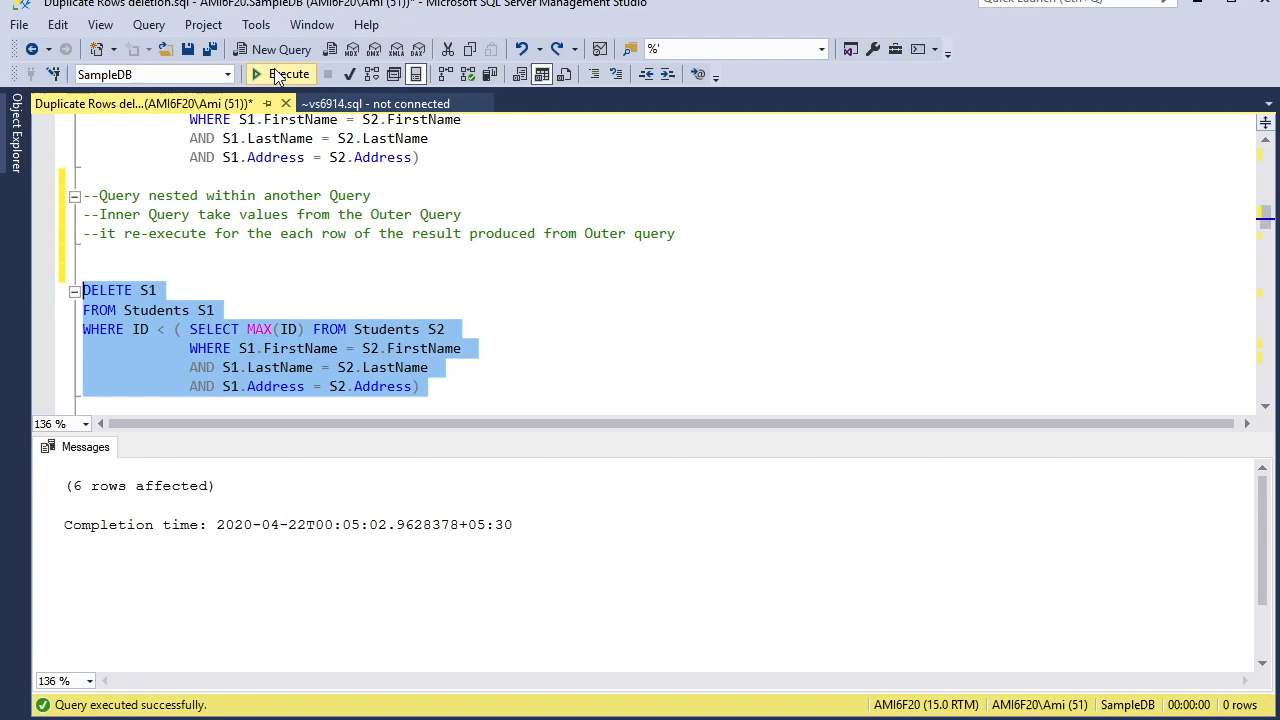 Duplicate Rows deletion.sql - AMI6F20.SampleDB (AMI6F20\Ami (51))* - Microsoft SQL Server Management Studio
Quick Launch (Ctrl+Q)
File Edit View Query Project Tools Window Help
New Query
%'
SampleDB
Execute
Duplicate Rows del...(AMI6F20\Ami (51))*
~vs6914.sql - not connected
Object Explorer
WHERE S1.FirstName = S2.FirstName
AND S1.LastName = S2.LastName
AND S1.Address = S2.Address)
--Query nested within another Query
--Inner Query take values from the Outer Query
--it re-execute for the each row of the result produced from Outer query
DELETE S1
FROM Students S1
WHERE ID < ( SELECT MAX(ID) FROM Students S2
WHERE S1.FirstName = S2.FirstName
AND S1.LastName = S2.LastName
AND S1.Address = S2.Address)
136 %
Messages
(6 rows affected)
Completion time: 2020-04-22T00:05:02.9628378+05:30
136 %
Query executed successfully.
AMI6F20 (15.0 RTM) AMI6F20\Ami (51) SampleDB 00:00:00 0 rows